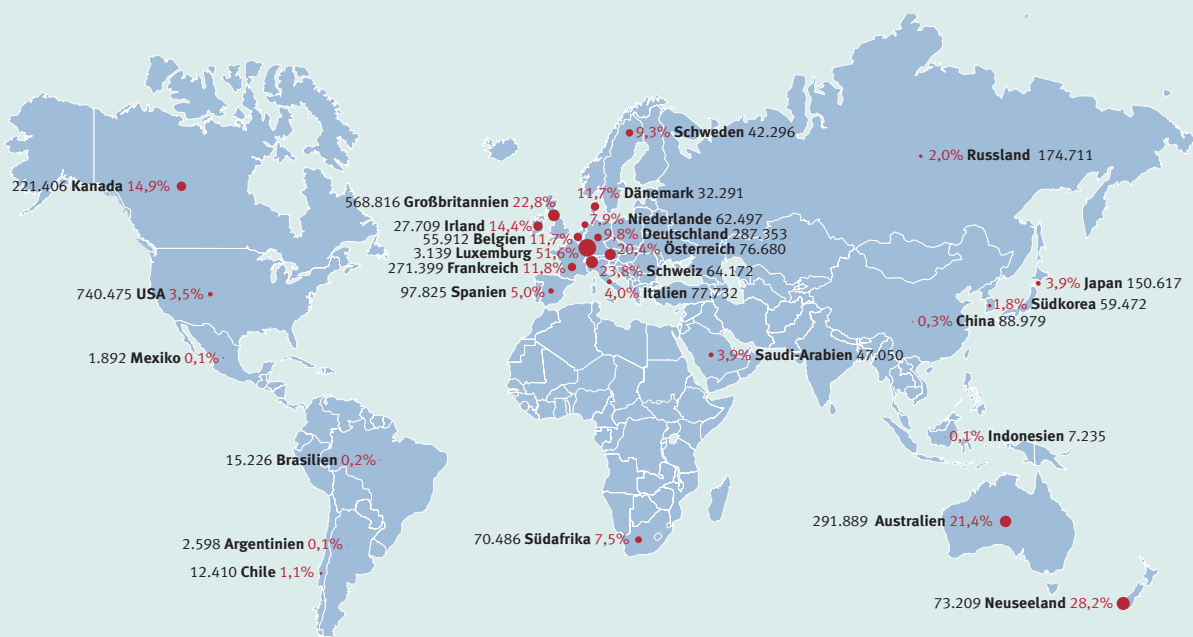 9,3% Schweden 42.296
2,0% Russland 174.711
221.406 Kanada 14,9%
11,7% Dänemark 32.291
568.816 Großbritannien 22,8%
7,9% Niederlande 62.497
27.709 Irland 14,4%
9,8% Deutschland 287.353
55.912 Belgien 11,7%
20,4% Österreich 76.680
3.139 Luxemburg 51,6%
271.399 Frankreich 11,8%
23,8% Schweiz 64.172
740.475 USA 3,5%
97.825 Spanien 5,0%
4,0% Italien 77.732
3,9% Japan 150.617
1,8% Südkorea 59.472
0,3% China 88.979
1.892 Mexiko 0,1%
3,9% Saudi-Arabien 47.050
0,1% Indonesien 7.235
15.226 Brasilien 0,2%
291.889 Australien 21,4%
70.486 Südafrika 7,5%
2.598 Argentinien 0,1%
12.410 Chile 1,1%
73.209 Neuseeland 28,2%